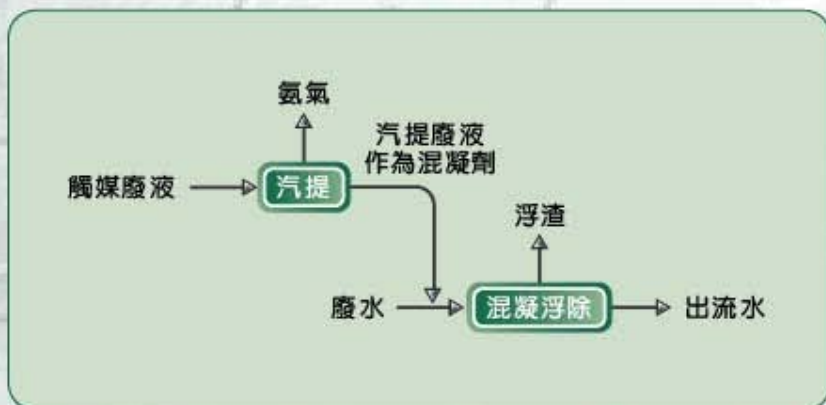 氨氣
汽提廢液
作為混凝劑
觸媒廢液
汽提
浮渣
廢水
混凝浮除
出流水